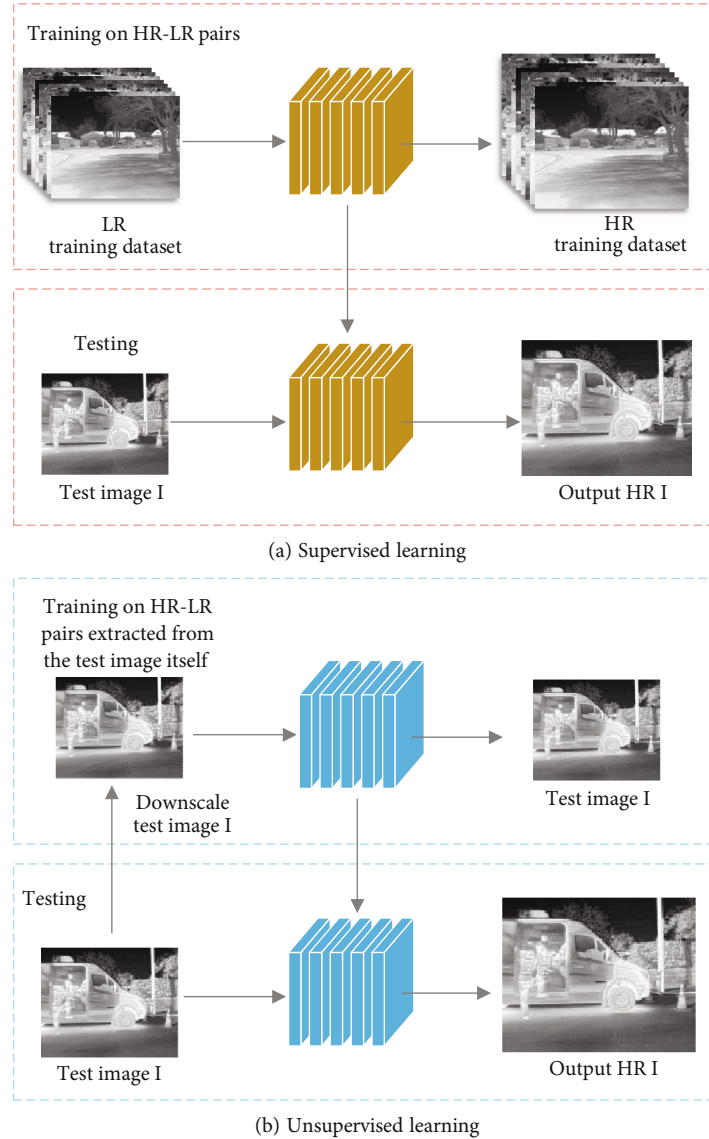 Training on HR-LR pairs
LR
training dataset
HR
training dataset
Testing
Test image I
Output HR I
(a) Supervised learning
Training on HR-LR
pairs extracted from
the test image itself
Downscale
test image I
Test image I
Testing
Test image I
Output HR I
(b) Unsupervised learning